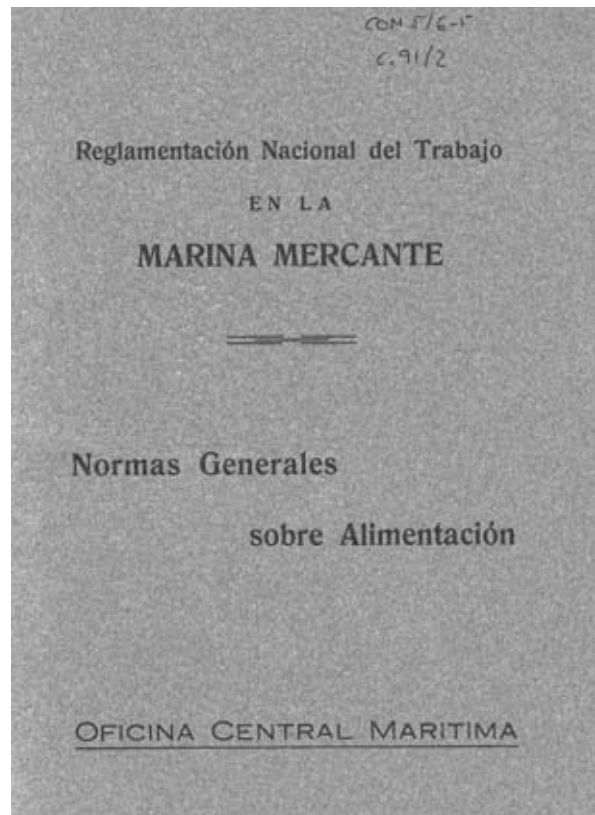 CON 5/6-5
C.91/2
Reglamentación Nacional del Trabajo
EN LA
MARINA MERCANTE
Normas Generales
sobre Alimentación
OFICINA CENTRAL MARITIMA